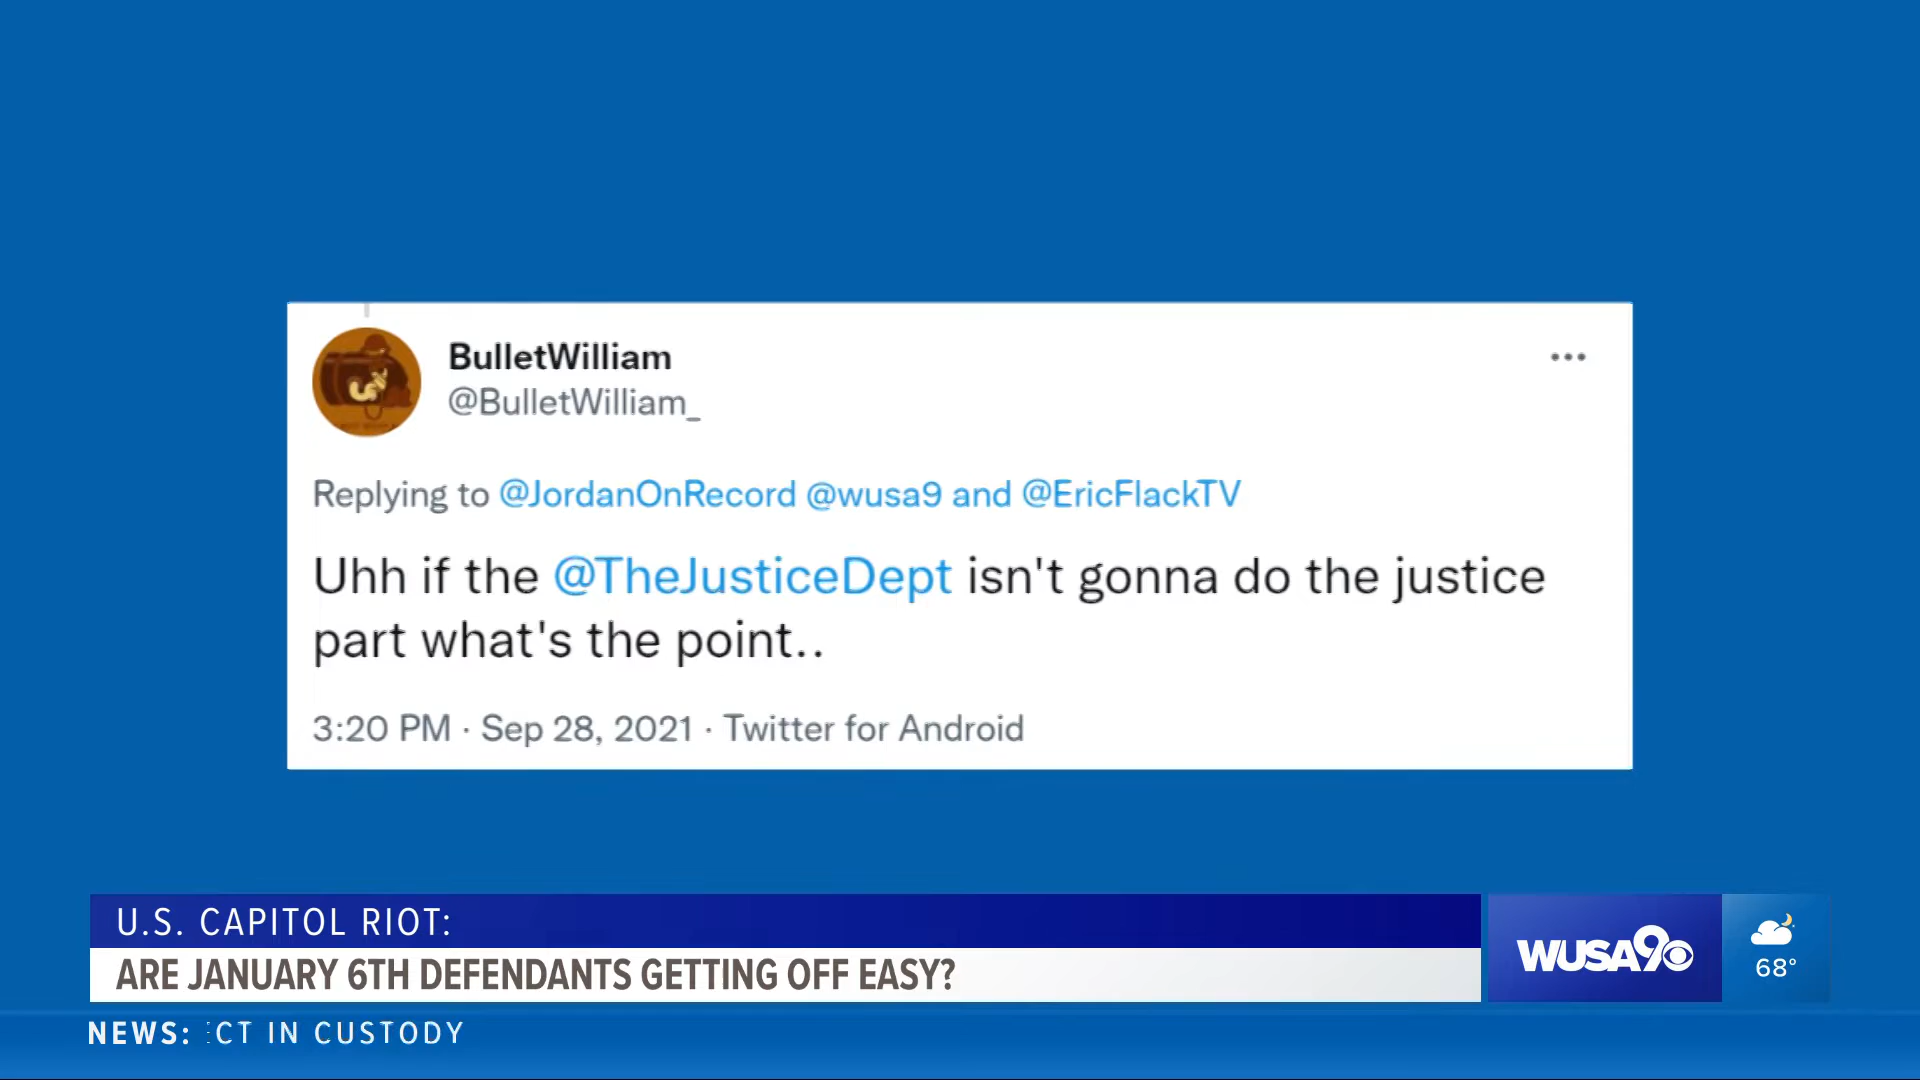 BulletWilliam
@BulletWilliam_
Replying to @JordanOnRecord @wusa9 and @EricFlackTV
Uhh if the @TheJusticeDept isn't gonna do the justice
part what's the point..
3:20 PM · Sep 28, 2021 · Twitter for Android
U.S. CAPITOL RIOT:
ARE JANUARY 6TH DEFENDANTS GETTING OFF EASY?
WUSA9
68°
NEWS: CT IN CUSTODY